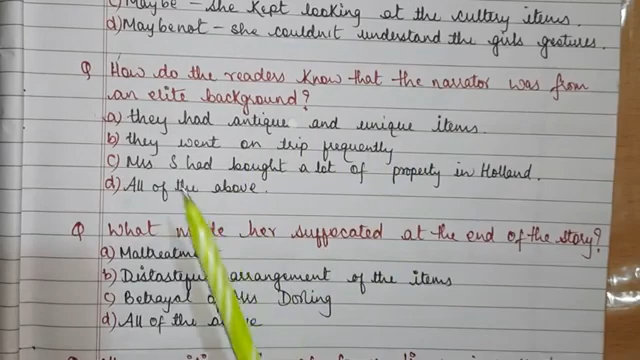 c) Maybe - she kept looking at the cutlery items.
d) Maybe not - she couldn't understand the girls gestures.
Q How do the readers know that the narrator was from
an elite background?
a) they had antique and unique items.
b) they went on trip frequently
c) Mrs S had bought a lot of property in Holland.
d) All of the above.
Q What made her suffocated at the end of the story?
a) Maltreatment
b) Distasteful arrangement of the items
c) Betrayal of Mrs Dorling
d) All of the above